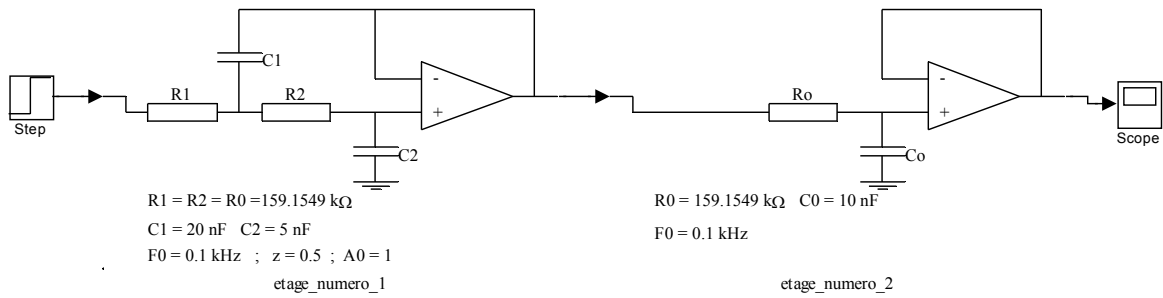 C1
R1
R2
-
+
Step
C2
Ro
-
+
Co
Scope
R1 = R2 = R0 =159.1549 kΩ
C1 = 20 nF C2 = 5 nF
F0 = 0.1 kHz ; z = 0.5 ; A0 = 1
etage_numero_1
R0 = 159.1549 kΩ C0 = 10 nF
F0 = 0.1 kHz
etage_numero_2